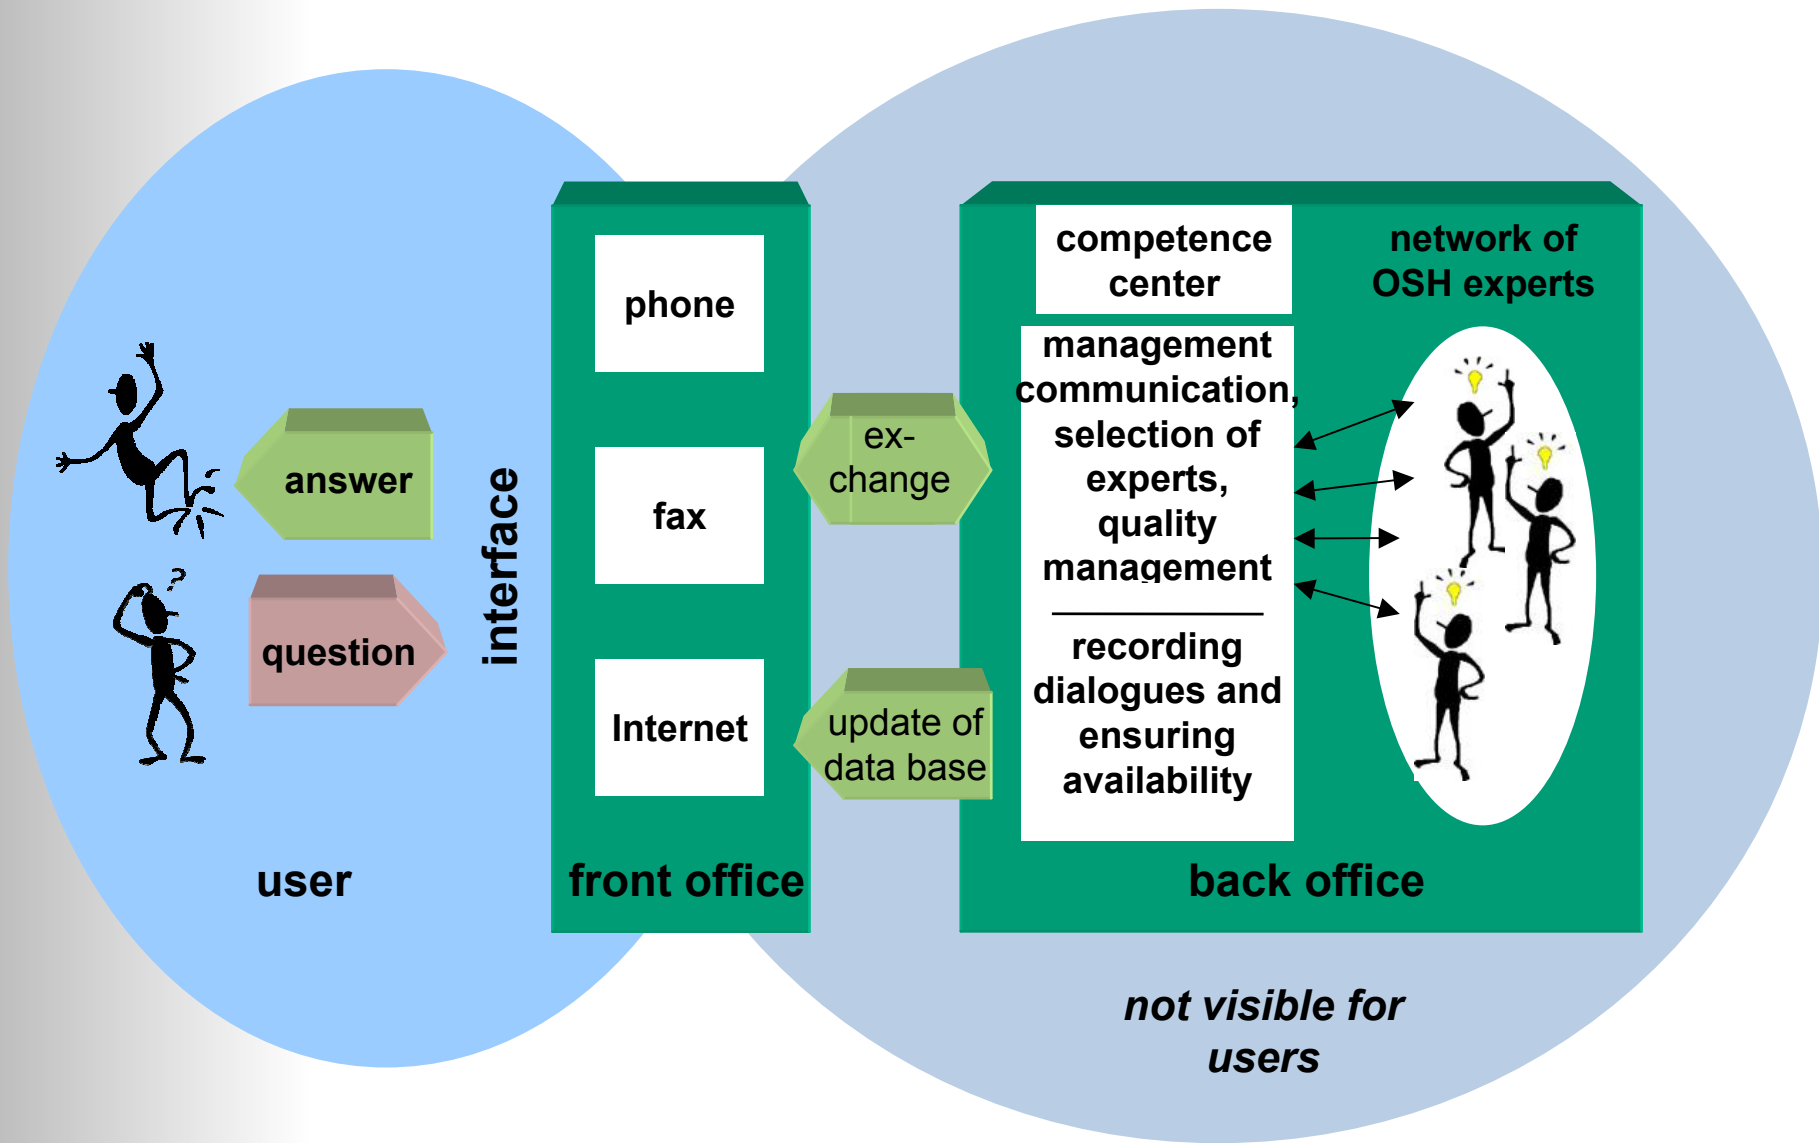 answer
question
user
interface
phone
fax
Internet
front office
ex-
change
update of
data base
competence
center
management
communication,
selection of
experts,
quality
management
recording
dialogues and
ensuring
availability
network of
OSH experts
back office
not visible for
users
?